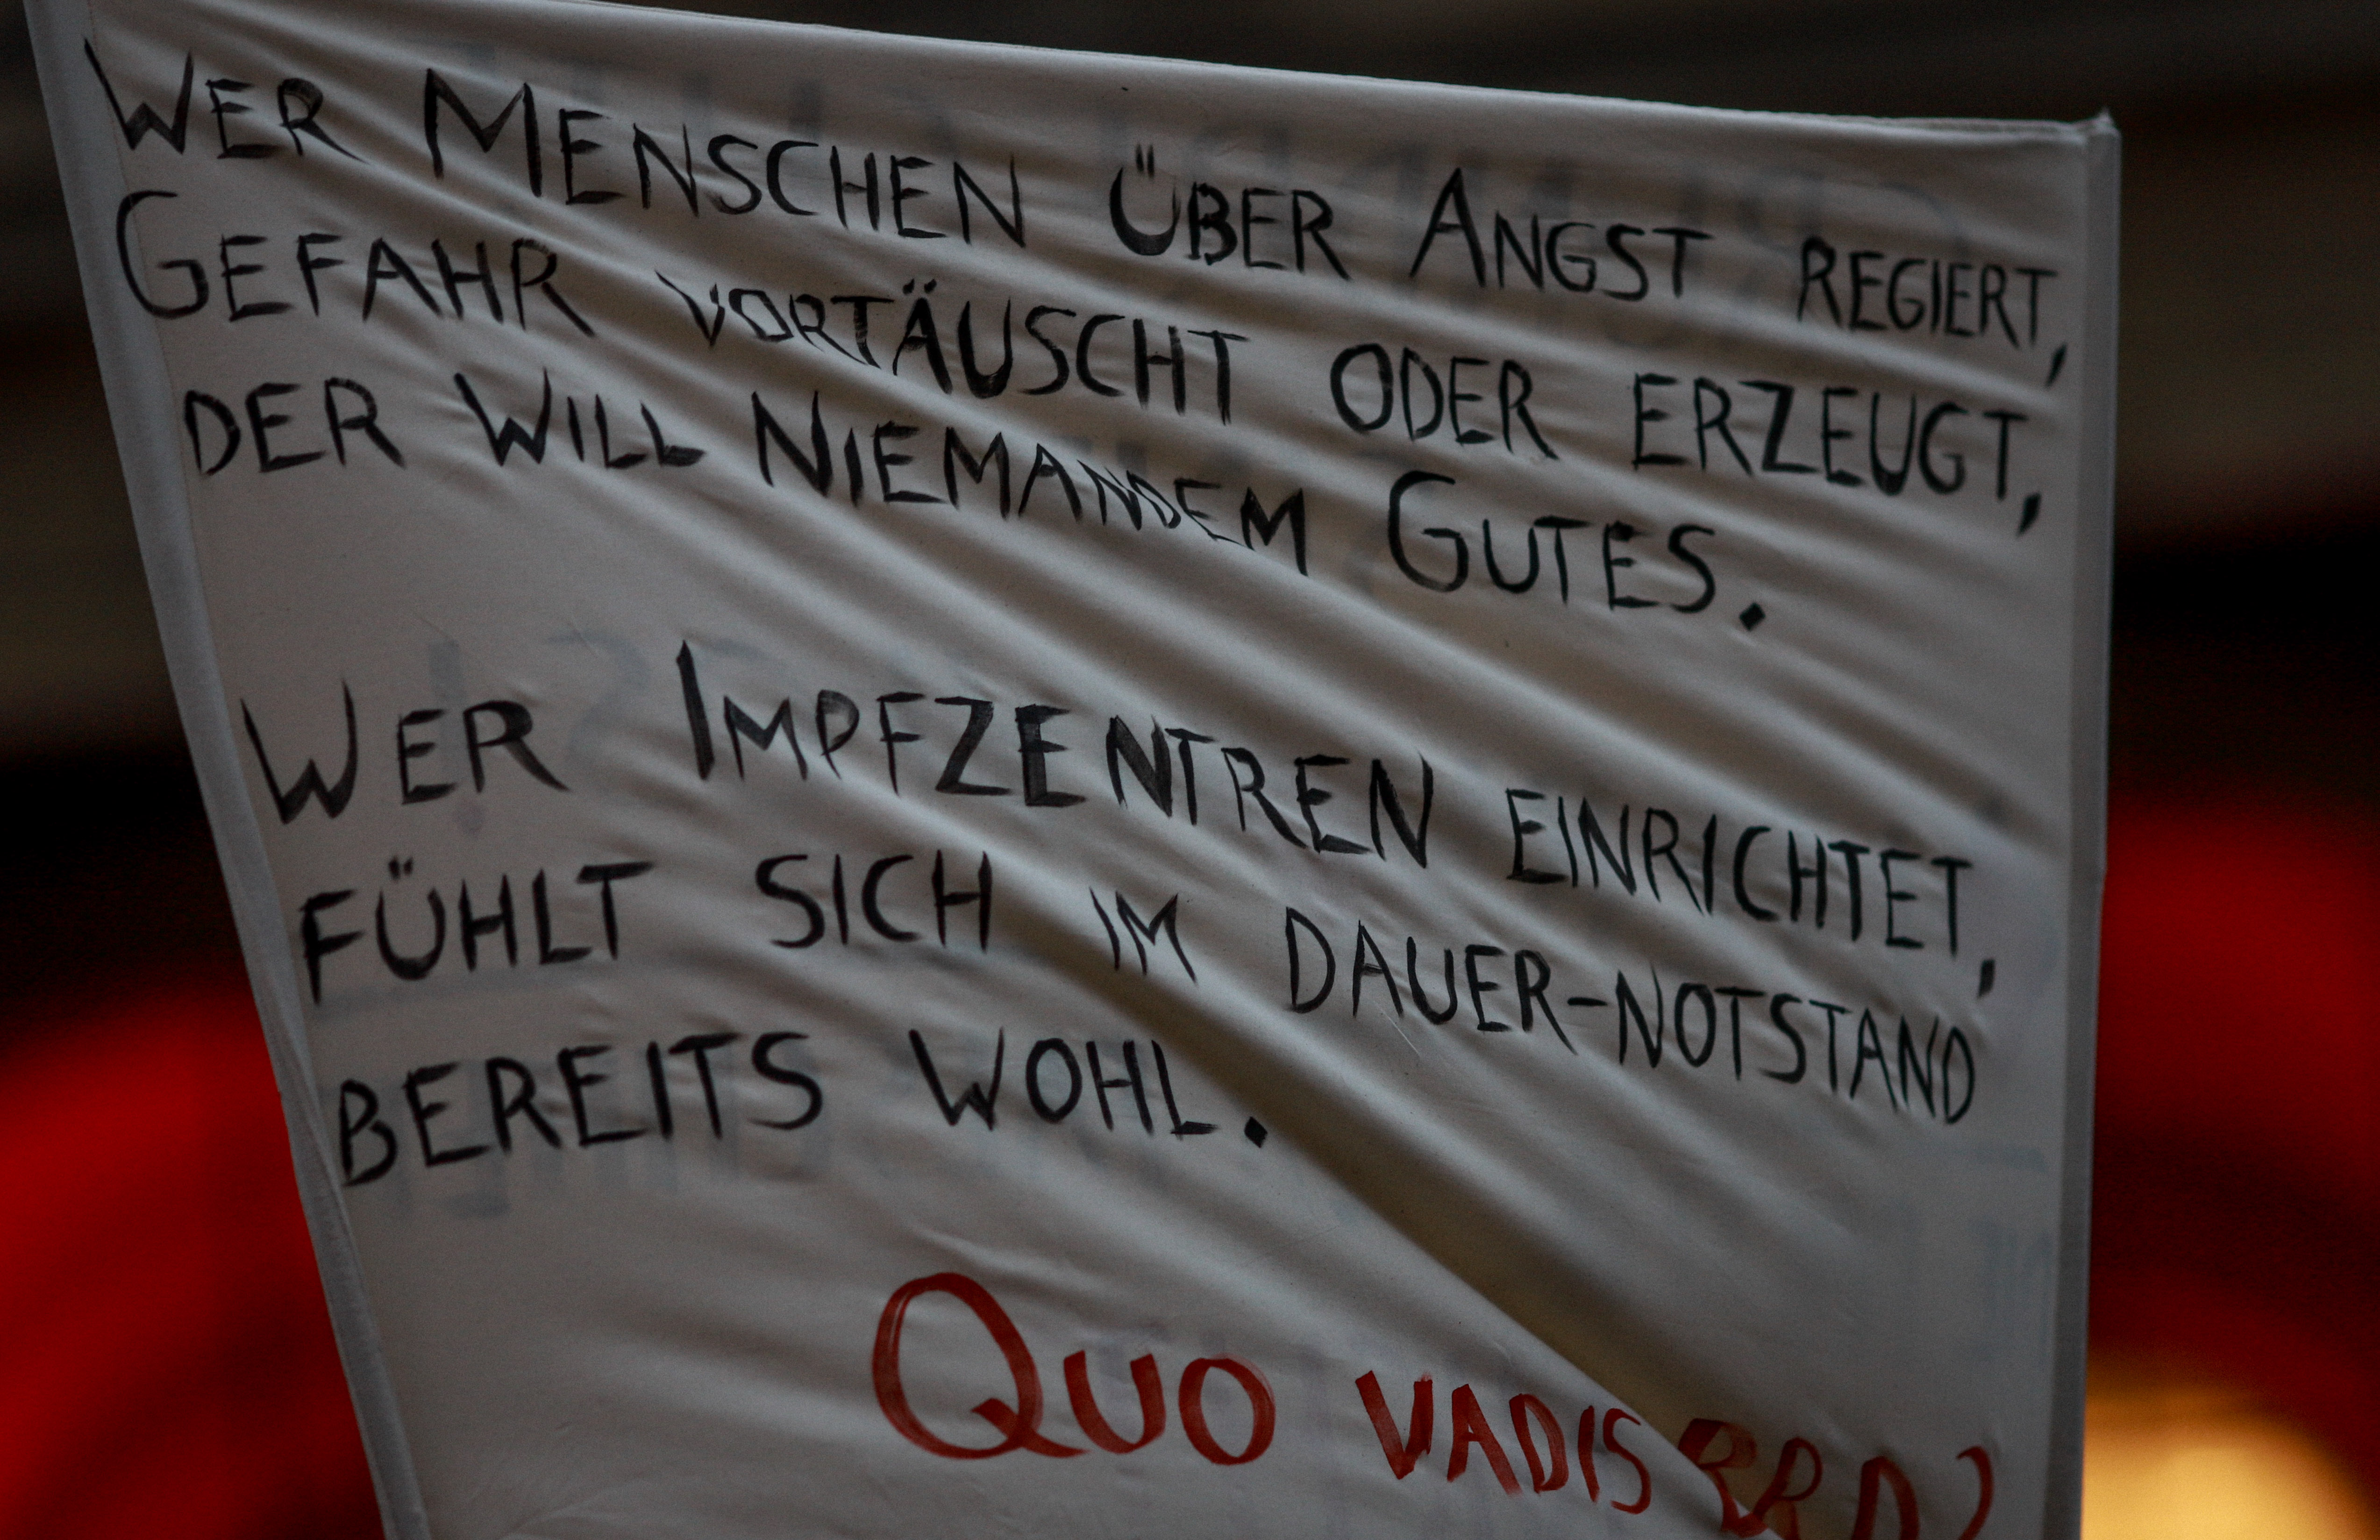 WER MENSCHEN ÜBER ANGST REGIERT,
GEFAHR VORTÄUSCHT ODER ERZEUGT,
DER WILL NIEMANDEM GUTES.
WER IMPFZENTREN EINRICHTET,
FÜHLT SICH IM DAUER-NOTSTAND
BEREITS WOHL.
QUO VADIS BRD?